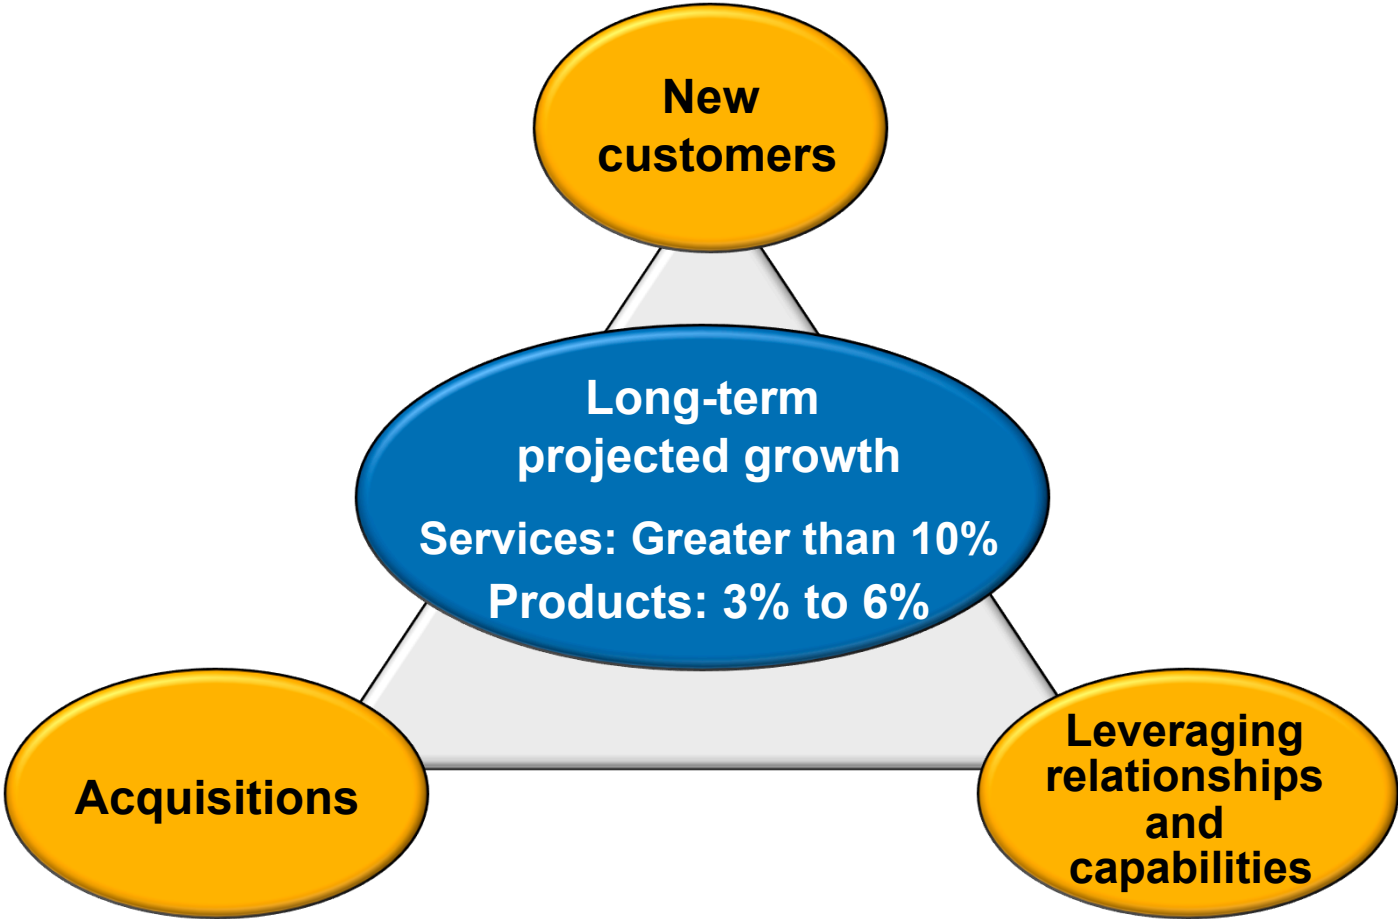 New
customers
Long-term
projected growth
Services: Greater than 10%
Products: 3% to 6%
Acquisitions
Leveraging
relationships
and
capabilities